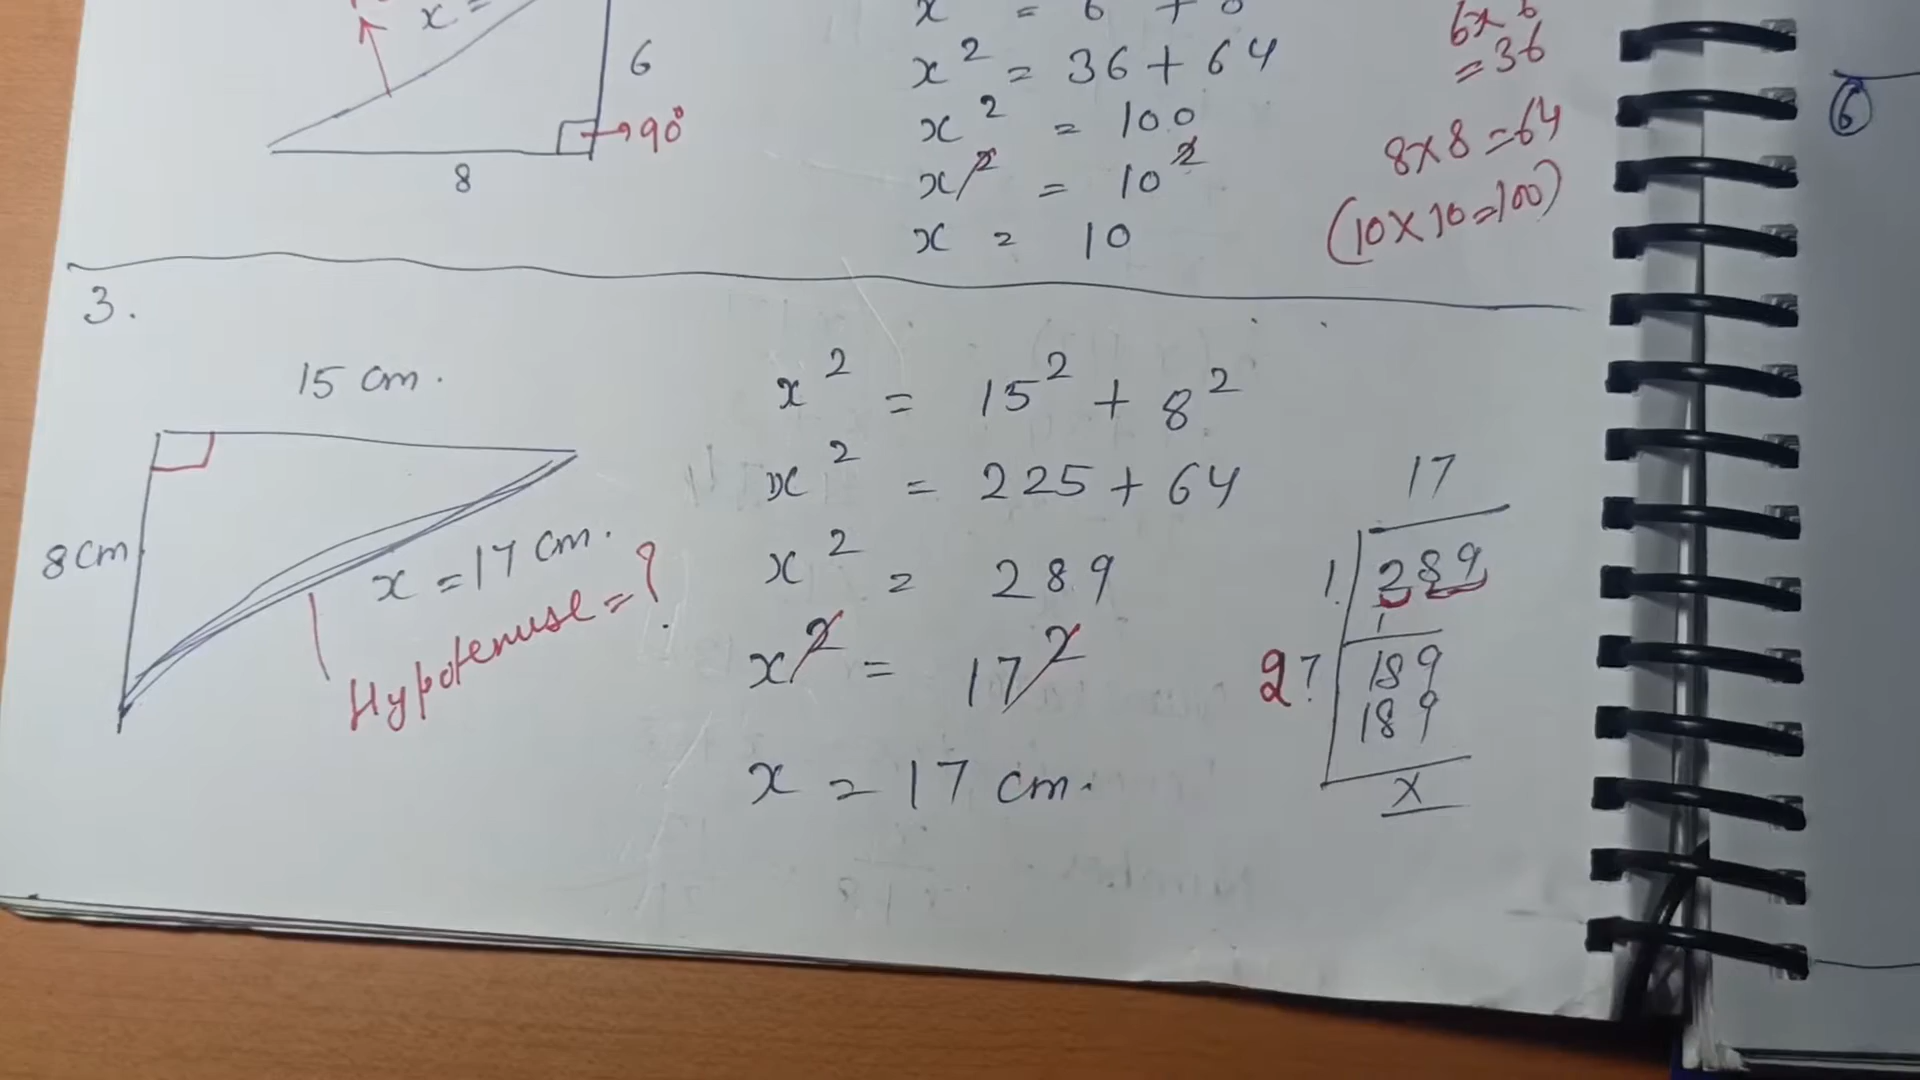 x =
6
→90°
8
x² = 36 + 64
x² = 100
x² = 10²
x = 10
6x6
=36
8x8=64
(10x10=100)
3.
15 cm.
8cm
x = 17 cm.
Hypotenuse = ?
x² = 15² + 8²
x² = 225 + 64
x² = 289
x² = 17²
x = 17 cm.
17
1 289
1
27 189
189
x
6